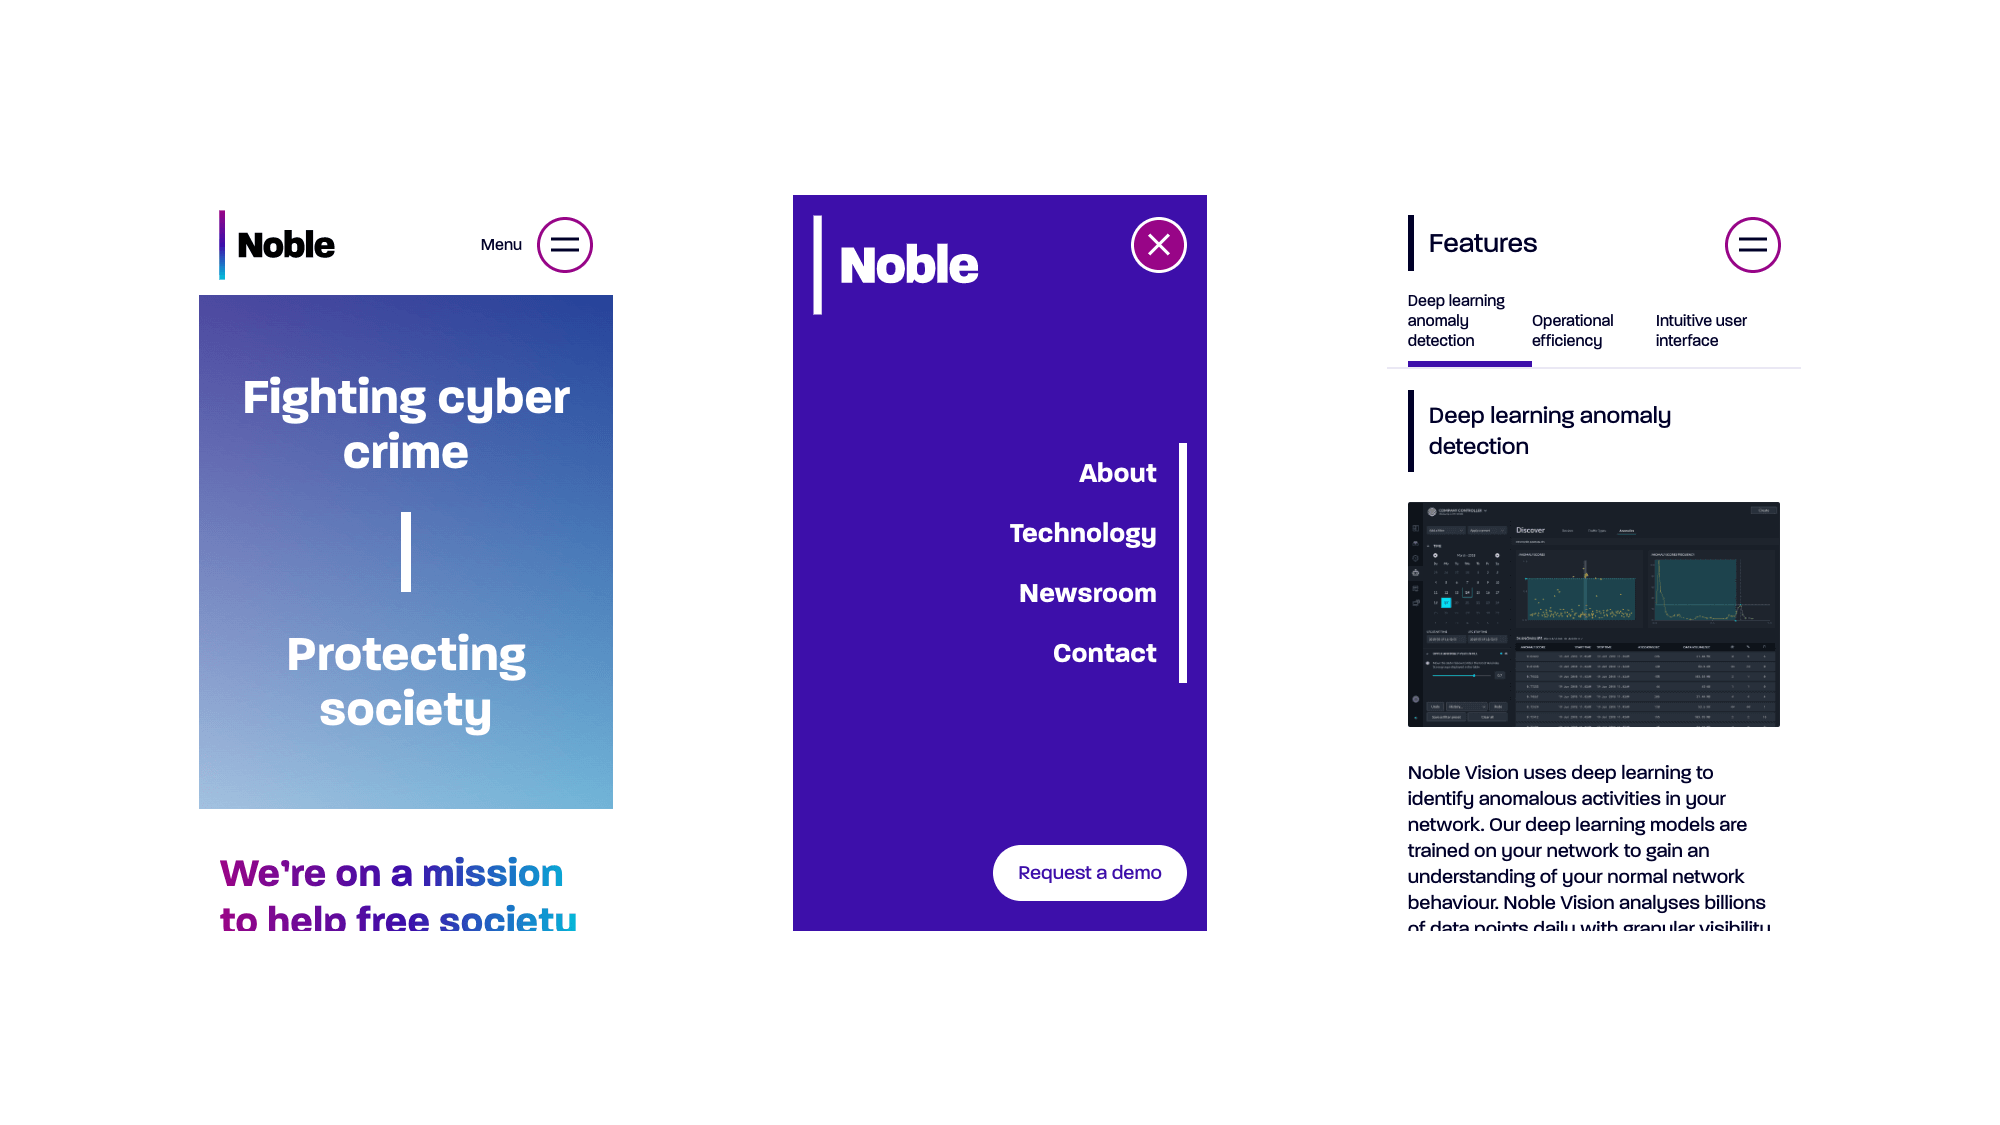 Noble
Menu
Fighting cyber
crime
Protecting
society
We're on a mission
to help free society
Noble
About
Technology
Newsroom
Contact
Request a demo
Features
Deep learning
anomaly
detection
Operational
efficiency
Intuitive user
interface
Deep learning anomaly
detection
COMPANY CONTROLLER
Discover
Noble Vision uses deep learning to
identify anomalous activities in your
network. Our deep learning models are
trained on your network to gain an
understanding of your normal network
behaviour. Noble Vision analyses billions
of data points daily with granular visibility